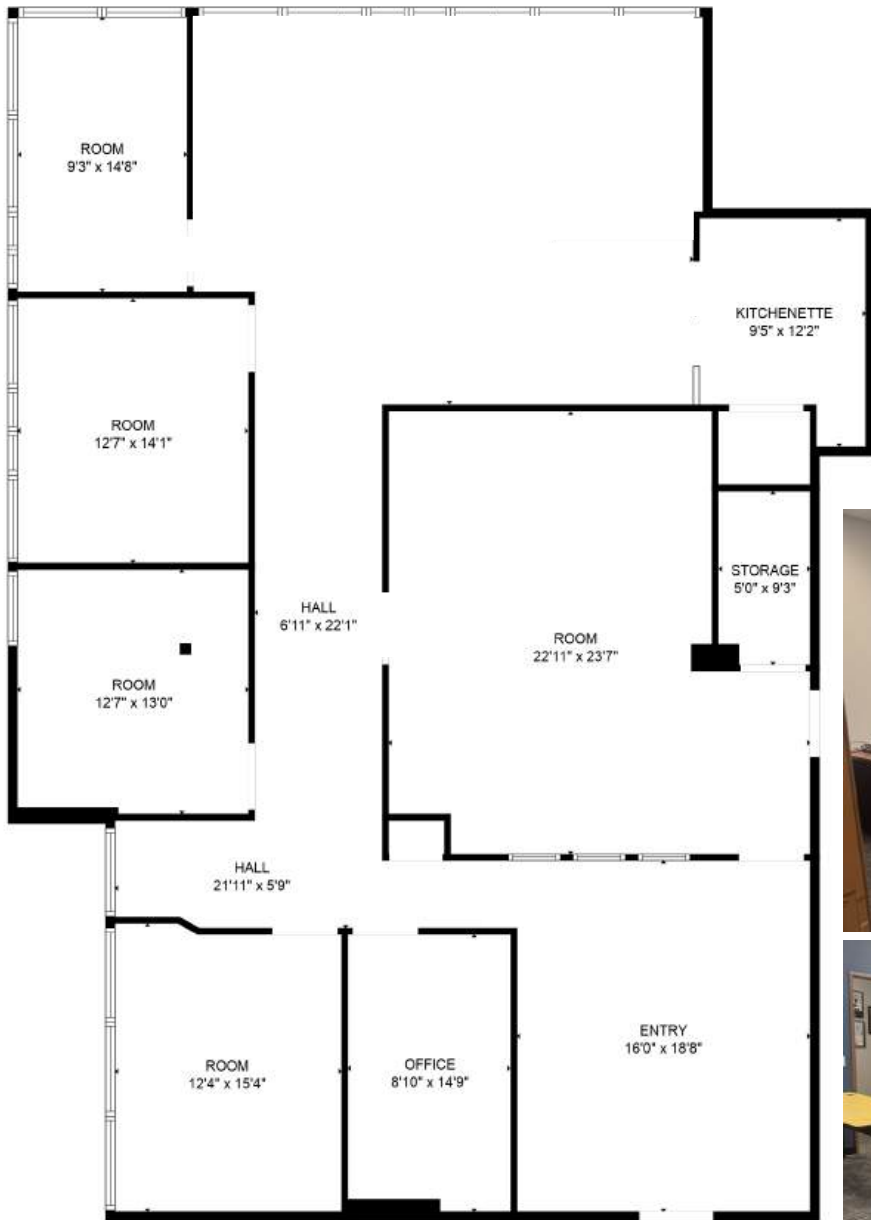 ROOM
9'3" x 14'8"
KITCHENETTE
9'5" x 12'2"
ROOM
12'7" x 14'1"
STORAGE
5'0" x 9'3"
HALL
6'11" x 22'1"
ROOM
22'11" x 23'7"
ROOM
12'7" x 13'0"
HALL
21'11" x 5'9"
ENTRY
16'0" x 18'8"
ROOM
12'4" x 15'4"
OFFICE
8'10" x 14'9"